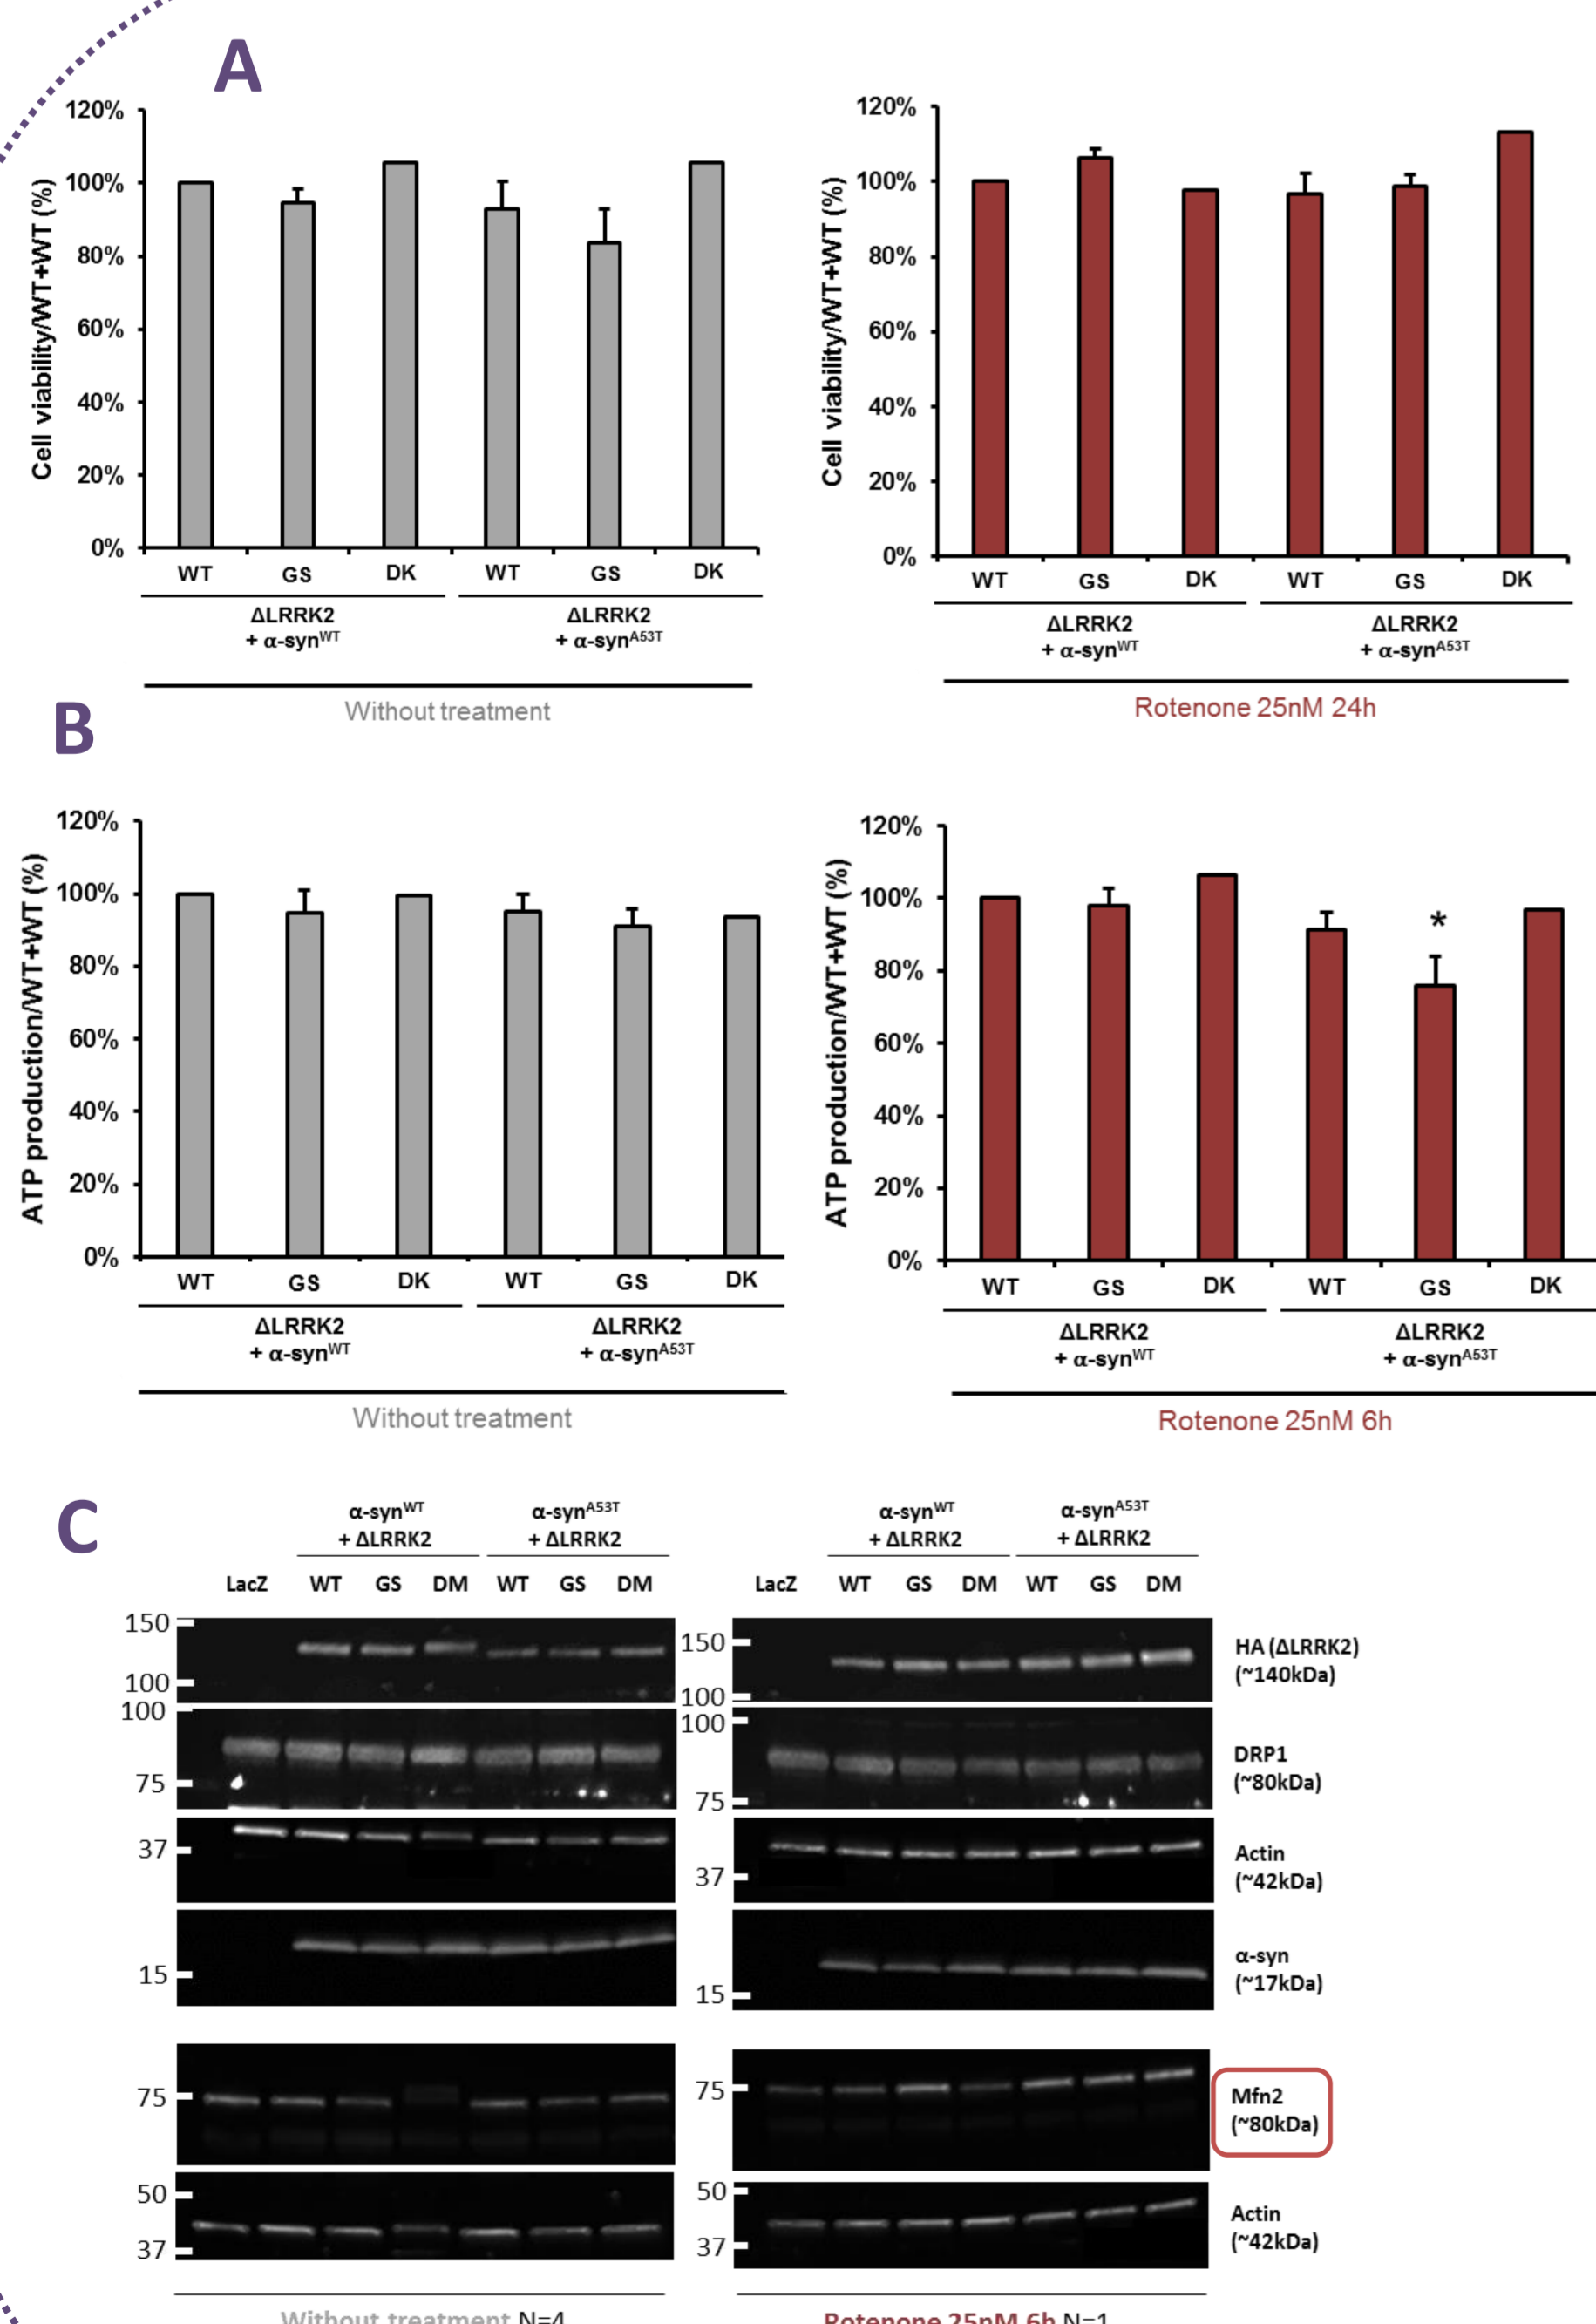 A
120%
100%
80%
60%
40%
20%
0%
Cell viability/WT+WT (%)
WT GS DK WT GS DK
ΔLRRK2
+ α-synWT
ΔLRRK2
+ α-synA53T
Without treatment
120%
100%
80%
60%
40%
20%
0%
Cell viability/WT+WT (%)
WT GS DK WT GS DK
ΔLRRK2
+ α-synWT
ΔLRRK2
+ α-synA53T
Rotenone 25nM 24h
B
120%
100%
80%
60%
40%
20%
0%
ATP production/WT+WT (%)
WT GS DK WT GS DK
ΔLRRK2
+ α-synWT
ΔLRRK2
+ α-synA53T
Without treatment
120%
100%
80%
60%
40%
20%
0%
ATP production/WT+WT (%)
*
WT GS DK WT GS DK
ΔLRRK2
+ α-synWT
ΔLRRK2
+ α-synA53T
Rotenone 25nM 6h
C
α-synWT
+ ΔLRRK2
α-synA53T
+ ΔLRRK2
LacZ WT GS DM WT GS DM
150
100
100
75
37
15
75
50
37
Without treatment N=4
α-synWT
+ ΔLRRK2
α-synA53T
+ ΔLRRK2
LacZ WT GS DM WT GS DM
150
100
100
75
37
15
75
50
37
HA (ΔLRRK2)
(~140kDa)
DRP1
(~80kDa)
Actin
(~42kDa)
α-syn
(~17kDa)
Mfn2
(~80kDa)
Actin
(~42kDa)
Rotenone 25nM 6h N=1